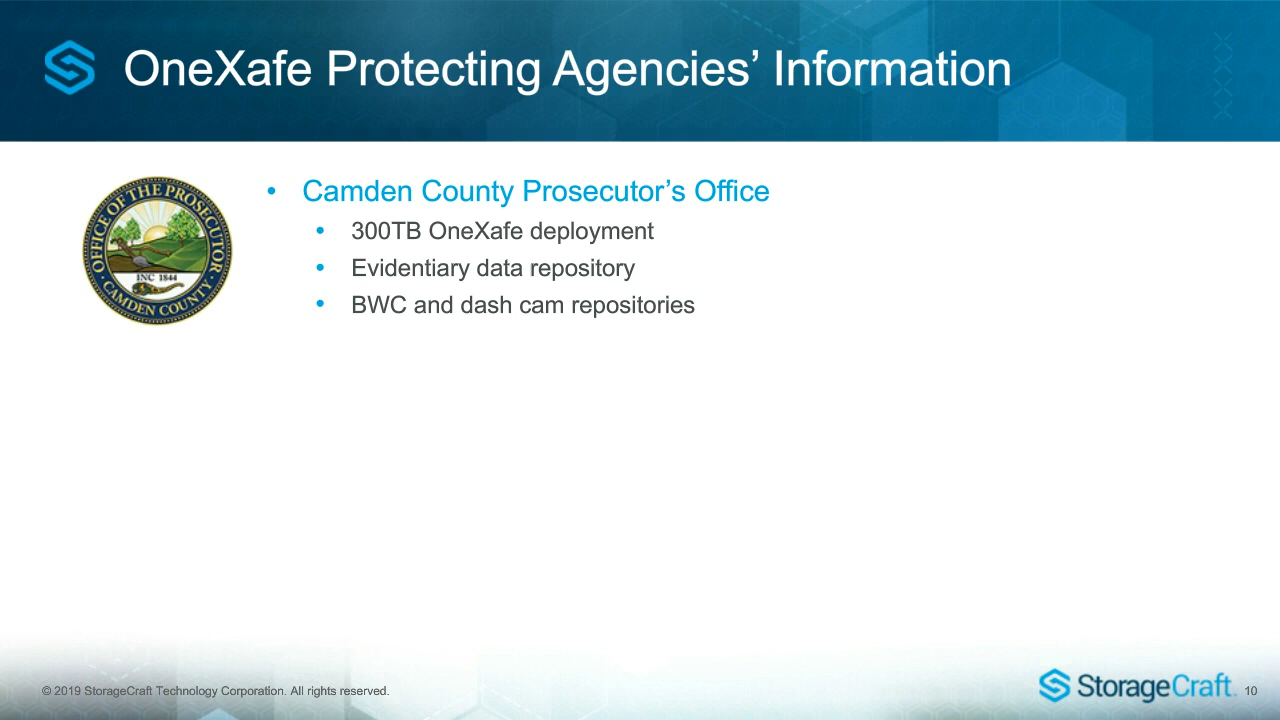 OneXafe Protecting Agencies’ Information
OFFICE OF THE PROSECUTOR
INC 1844
CAMDEN COUNTY
• Camden County Prosecutor’s Office
• 300TB OneXafe deployment
• Evidentiary data repository
• BWC and dash cam repositories
© 2019 StorageCraft Technology Corporation. All rights reserved.
StorageCraft
10